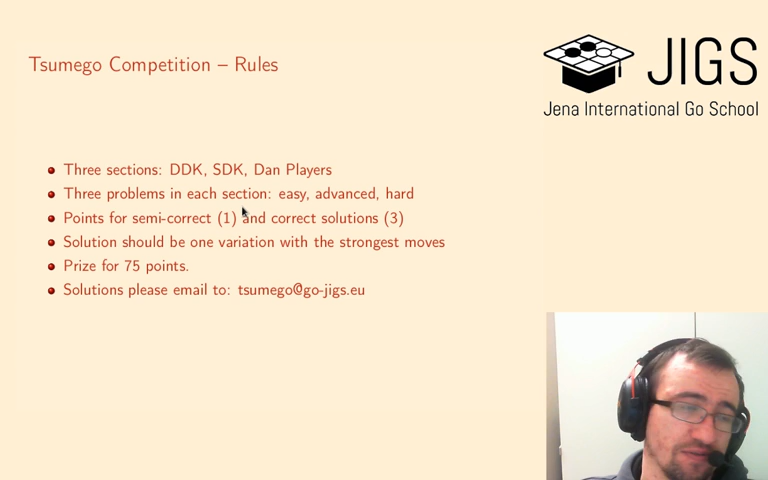 Tsumego Competition – Rules
JIGS
Jena International Go School
Three sections: DDK, SDK, Dan Players
Three problems in each section: easy, advanced, hard
Points for semi-correct (1) and correct solutions (3)
Solution should be one variation with the strongest moves
Prize for 75 points.
Solutions please email to: tsumego@go-jigs.eu